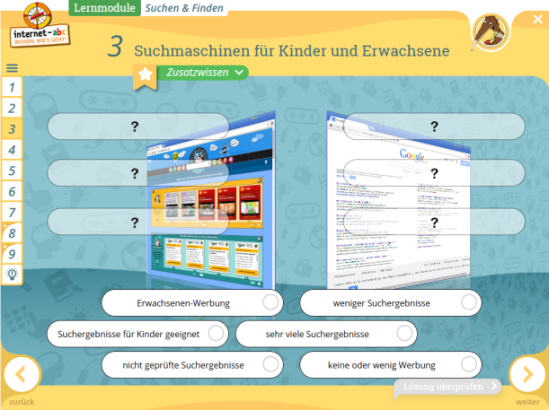 Lernmodule Suchen & Finden
internet-abc
WISSEN, WIE'S GEHT!
3 Suchmaschinen für Kinder und Erwachsene
Zusatzwissen
1
2
3
4
5
6
7
8
9
? ?
? ?
? ?
Google
Erwachsenen-Werbung weniger Suchergebnisse
Suchergebnisse für Kinder geeignet sehr viele Suchergebnisse
nicht geprüfte Suchergebnisse keine oder wenig Werbung
Lösung überprüfen
zurück weiter